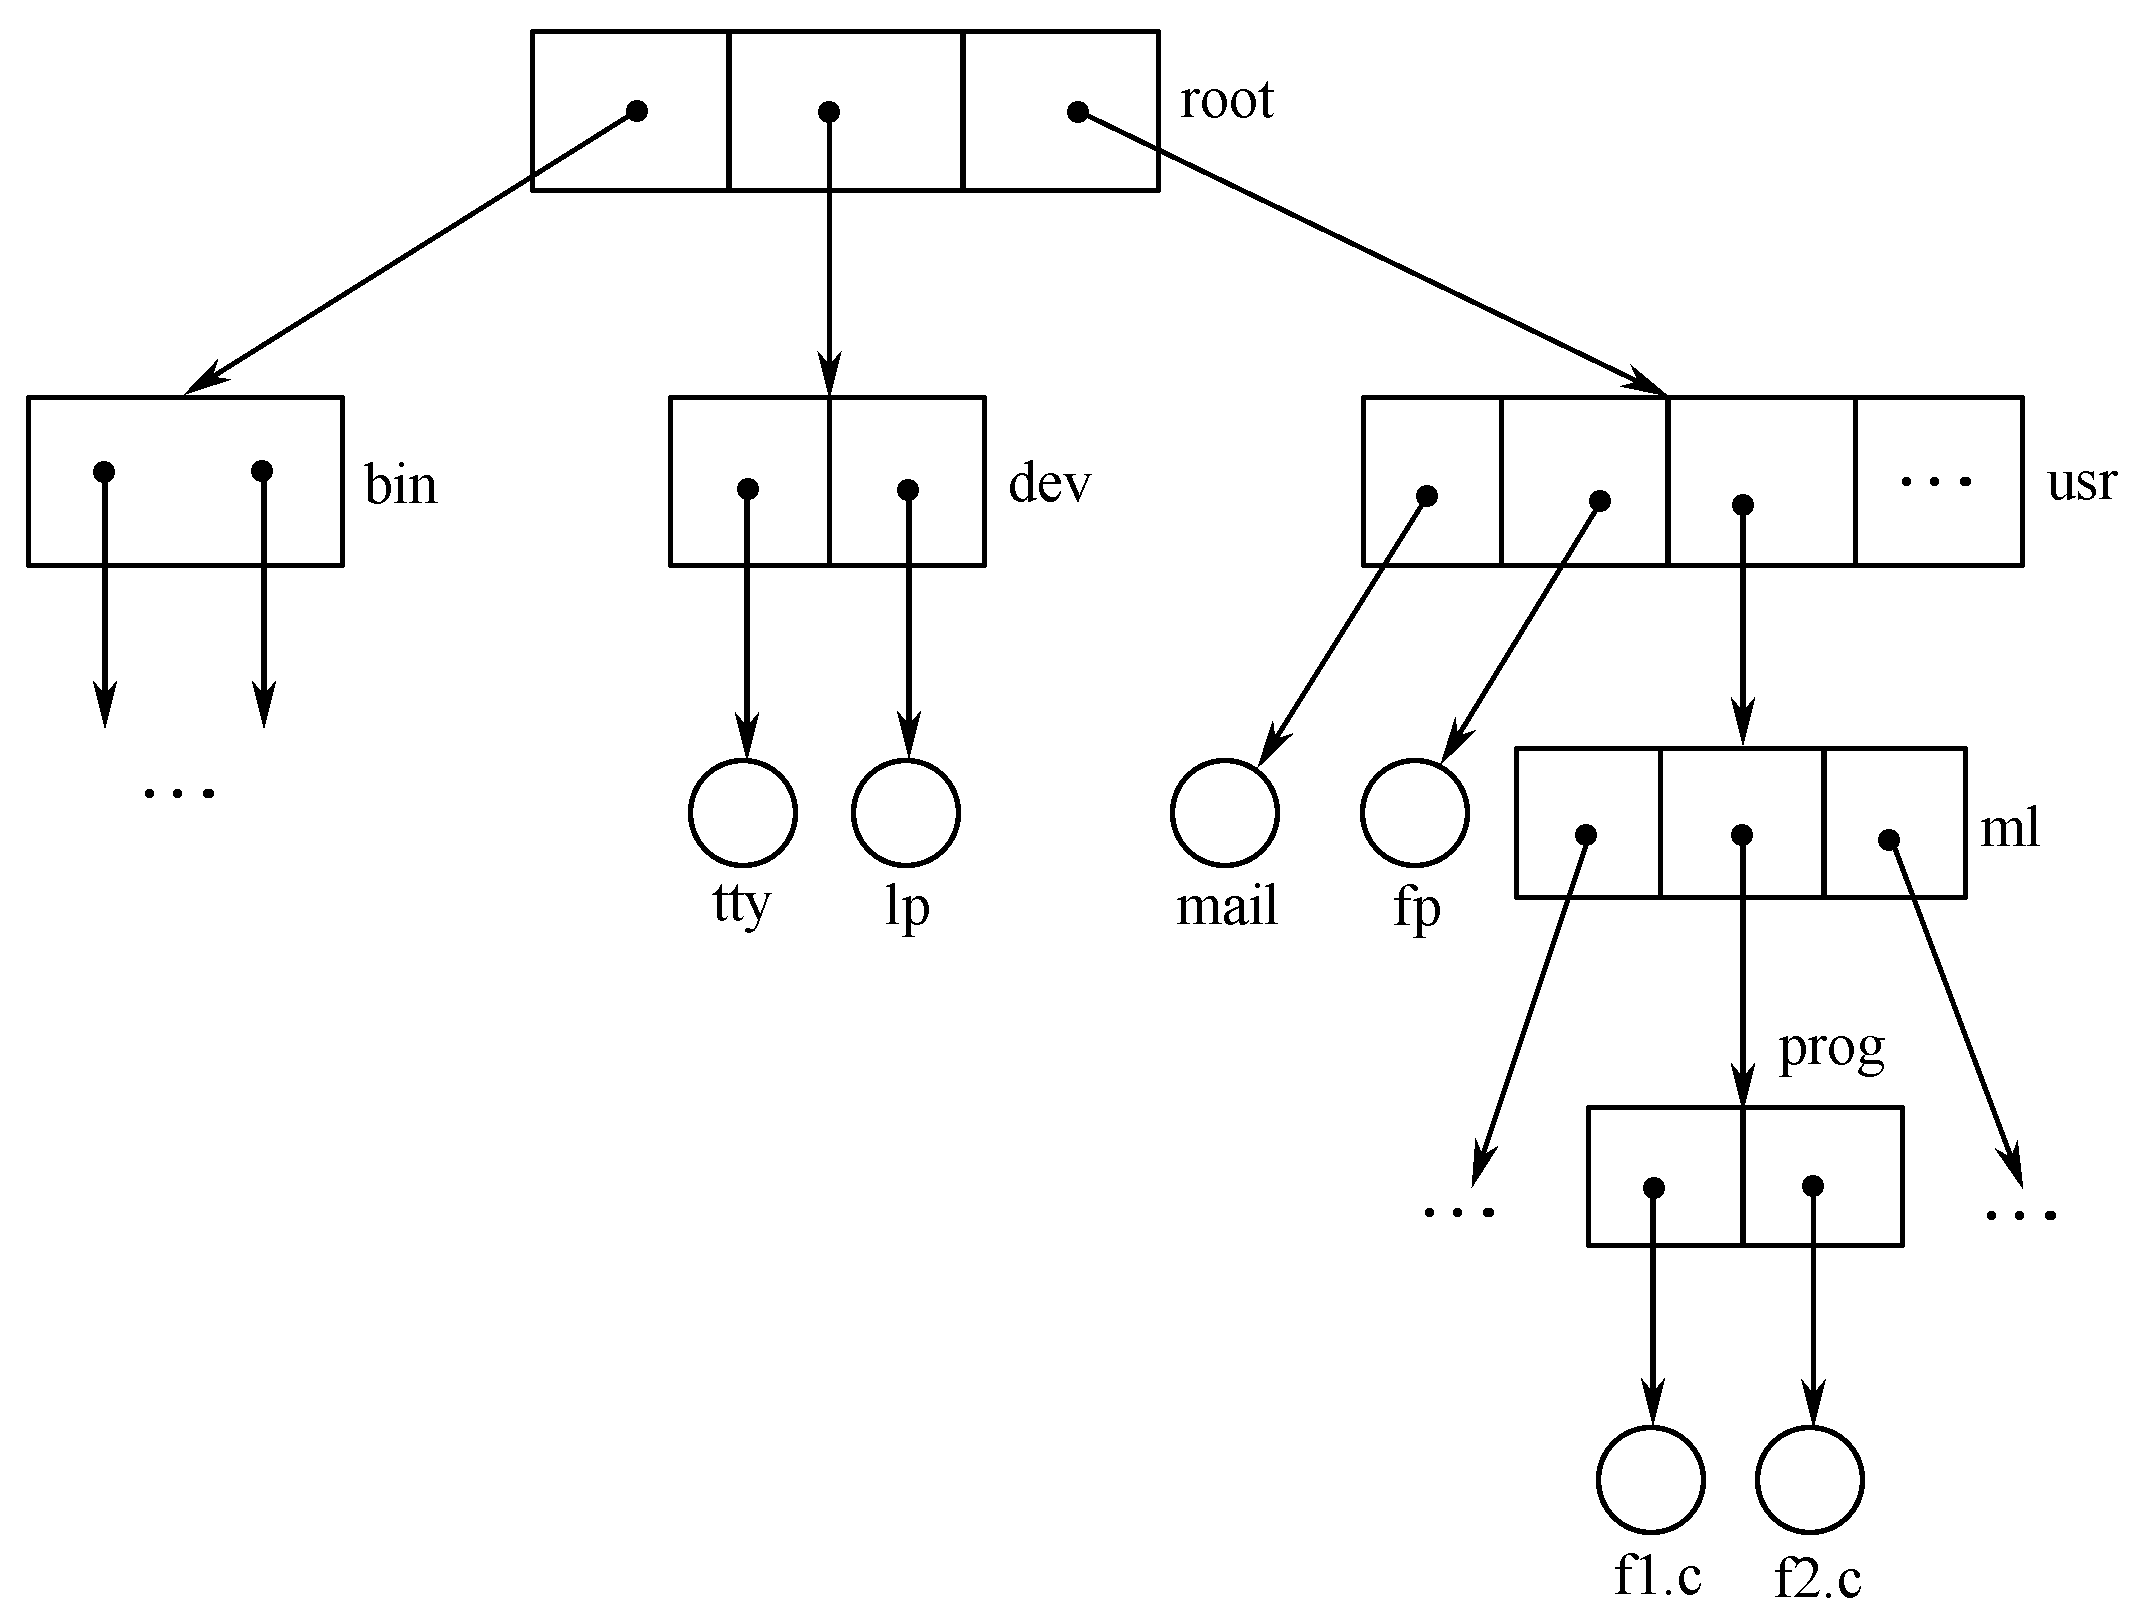 root
bin
dev
...
usr
...
tty
lp
mail
fp
ml
prog
...
...
f1.c
f2.c